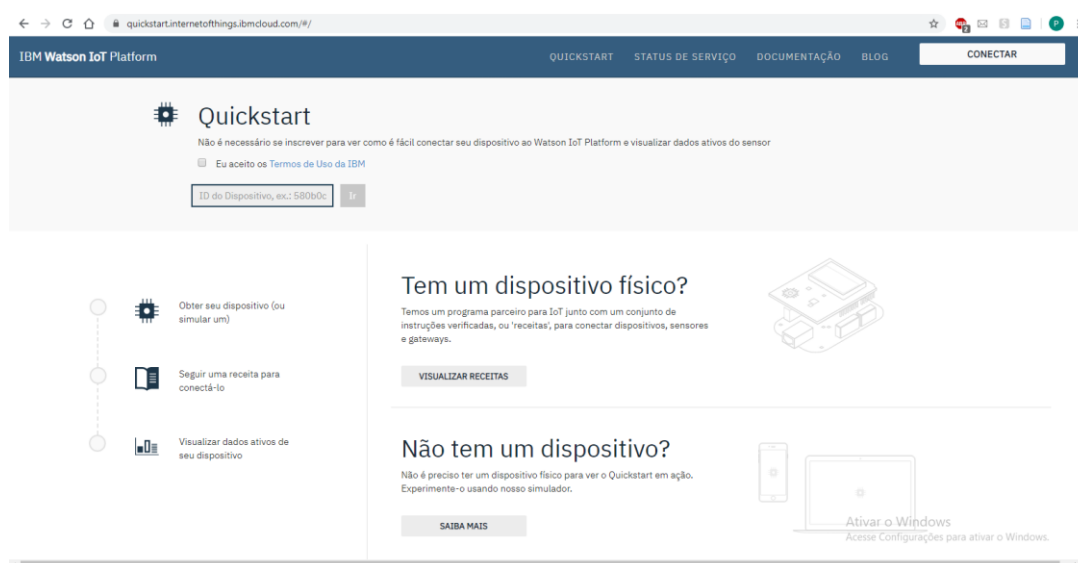 quickstart.internetofthings.ibmcloud.com/#/
IBM Watson IoT Platform
QUICKSTART
STATUS DE SERVIÇO
DOCUMENTAÇÃO
BLOG
CONECTAR
Quickstart
Não é necessário se inscrever para ver como é fácil conectar seu dispositivo ao Watson IoT Platform e visualizar dados ativos do sensor
Eu aceito os Termos de Uso da IBM
ID do Dispositivo, ex.: 580b0c
Ir
Obter seu dispositivo (ou
simular um)
Seguir uma receita para
conectá-lo
Visualizar dados ativos de
seu dispositivo
Tem um dispositivo físico?
Temos um programa parceiro para IoT junto com um conjunto de
instruções verificadas, ou 'receitas', para conectar dispositivos, sensores
e gateways.
VISUALIZAR RECEITAS
Não tem um dispositivo?
Não é preciso ter um dispositivo físico para ver o Quickstart em ação.
Experimente-o usando nosso simulador.
SAIBA MAIS
Ativar o Windows
Acesse Configurações para ativar o Windows.